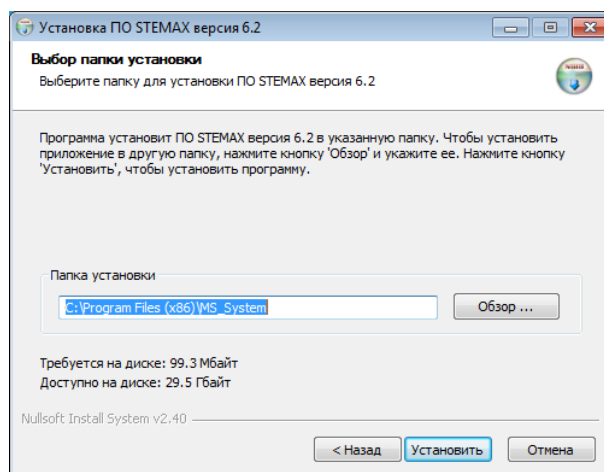 Установка ПО STEMAX версия 6.2
Выбор папки установки
Выберите папку для установки ПО STEMAX версия 6.2
Программа установит ПО STEMAX версия 6.2 в указанную папку. Чтобы установить
приложение в другую папку, нажмите кнопку 'Обзор' и укажите ее. Нажмите кнопку
'Установить', чтобы установить программу.
Папка установки
C:\Program Files (x86)\MS_System
Обзор ...
Требуется на диске: 99.3 Мбайт
Доступно на диске: 29.5 Гбайт
Nullsoft Install System v2.40
< Назад Установить Отмена